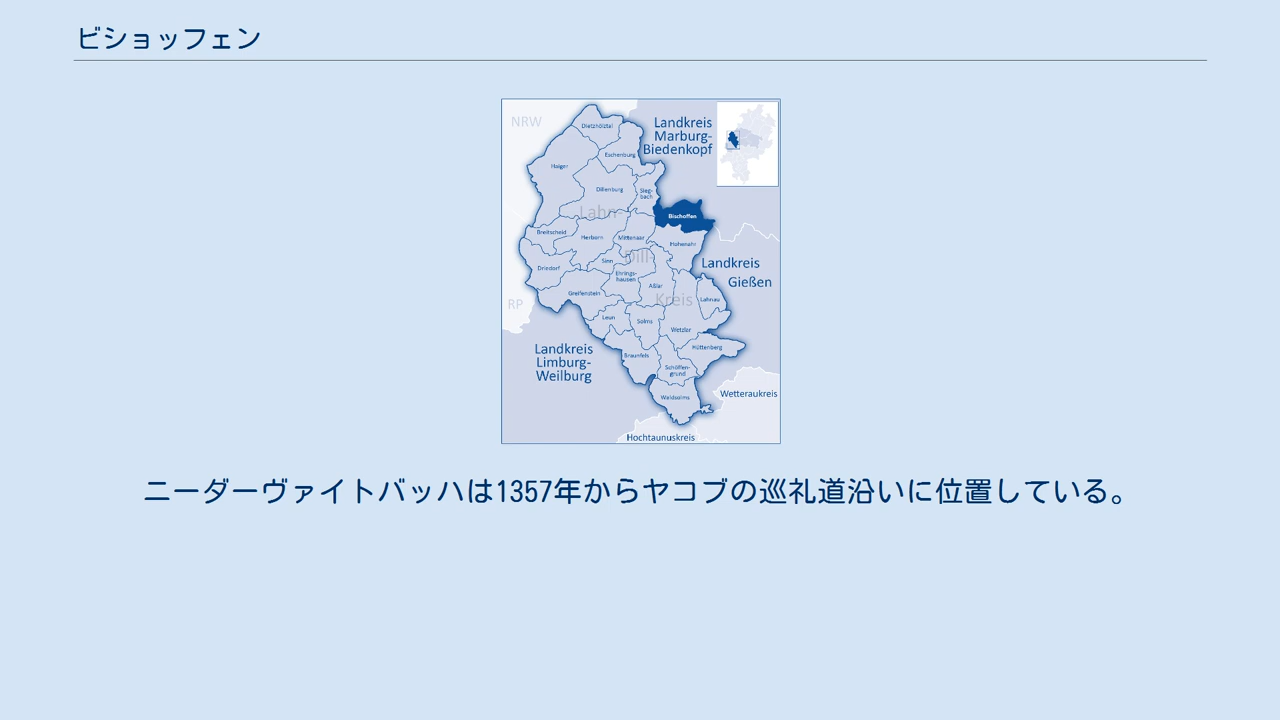 ビショッフェン
NRW
Landkreis
Marburg-
Biedenkopf
Dietzhölztal
Eschenburg
Haiger
Dillenburg
Sieg-
bach
Lahn-
Bischoffen
Breitscheid
Herborn
Mittenaar
Hohenahr
Dill-
Sinn
Landkreis
Gießen
Driedorf
Ehrings-
hausen
Aßlar
Greifenstein
Kreis
Lahnau
RP
Leun
Solms
Wetzlar
Landkreis
Limburg-
Weilburg
Hüttenberg
Braunfels
Schöffen-
grund
Wetteraukreis
Waldsolms
Hochtaunuskreis
ニーダーヴァイトバッハは1357年からヤコブの巡礼道沿いに位置している。